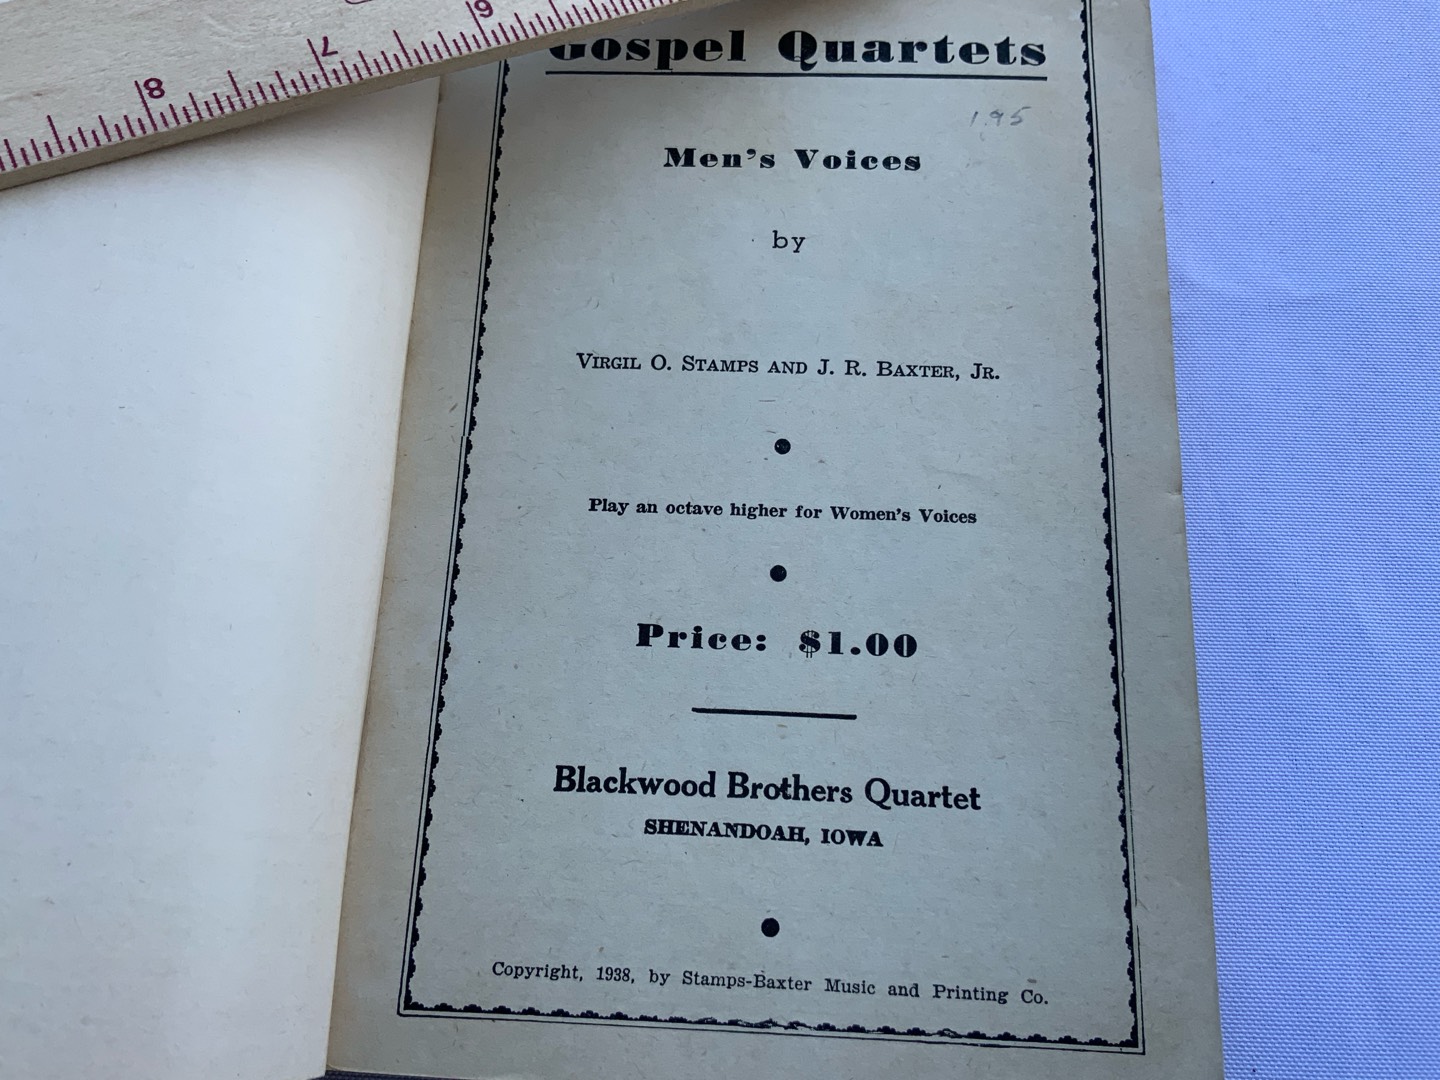 8 7 6
Gospel Quartets
1.95
Men's Voices
by
VIRGIL O. STAMPS AND J. R. BAXTER, JR.
Play an octave higher for Women's Voices
Price: $1.00
Blackwood Brothers Quartet
SHENANDOAH, IOWA
Copyright, 1938, by Stamps-Baxter Music and Printing Co.